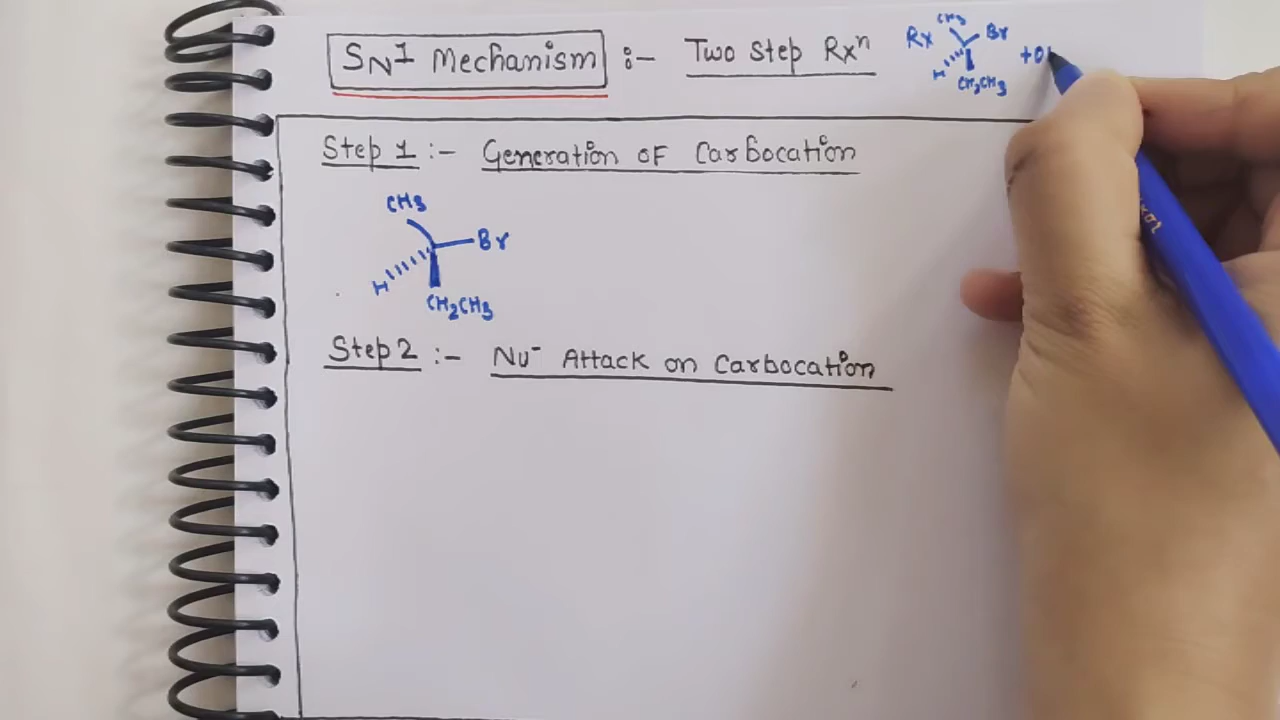 SN1 Mechanism :- Two Step Rxn
Rx CH3 Br H CH2CH3 +O
Step 1 :- Generation of Carbocation
CH3
Br
H
CH2CH3
Step 2 :- Nu- Attack on Carbocation